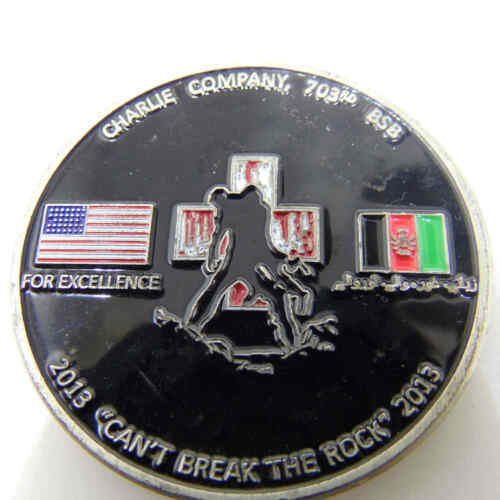 CHARLIE COMPANY, 703RD, BSB,
FOR EXCELLENCE
2013 "CAN'T BREAK THE ROCK" 2013